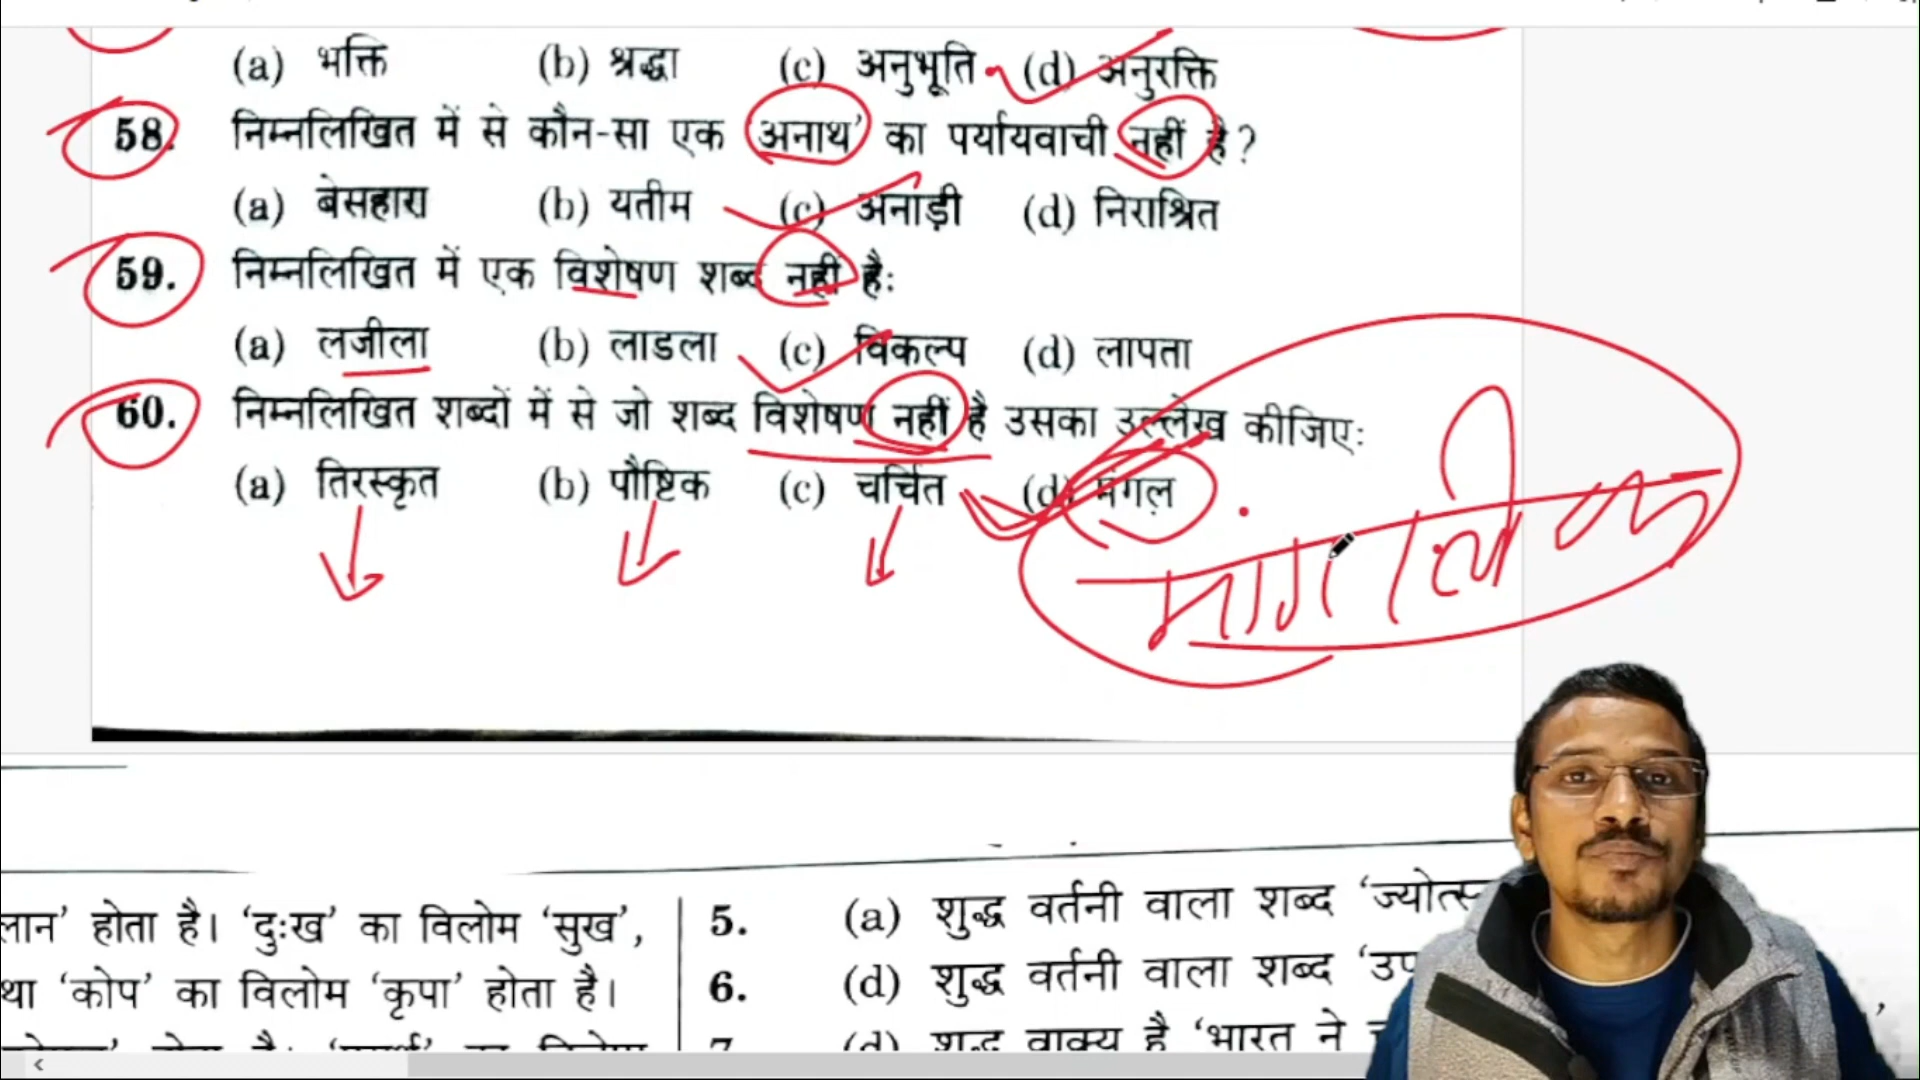 (a) भक्ति (b) श्रद्धा (c) अनुभूति (d) अनुरक्ति
58. निम्नलिखित में से कौन-सा एक 'अनाथ' का पर्यायवाची नहीं है?
(a) बेसहारा (b) यतीम (c) अनाड़ी (d) निराश्रित
59. निम्नलिखित में एक विशेषण शब्द नहीं है:
(a) लजीला (b) लाडला (c) विकल्प (d) लापता
60. निम्नलिखित शब्दों में से जो शब्द विशेषण नहीं है उसका उल्लेख कीजिए:
(a) तिरस्कृत (b) पौष्टिक (c) चर्चित (d) मंगल
लान' होता है। 'दुःख' का विलोम 'सुख',
था 'कोप' का विलोम 'कृपा' होता है।
5. (a) शुद्ध वर्तनी वाला शब्द
6. (d) शुद्ध वर्तनी वाला शब्द
7. (d) शुद्ध वाक्य है 'भारत ने